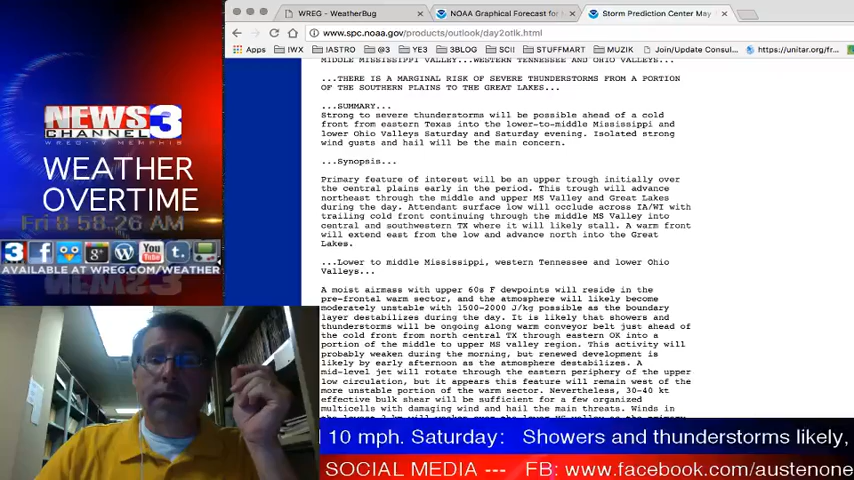 WREG - WeatherBug
NOAA Graphical Forecast for
Storm Prediction Center May
www.spc.noaa.gov/products/outlook/day2otlk.html
IWX
IASTRO
@3
YE3
3BLOG
SCII
STUFFMART
MUZIK
Join/Update Consul...
https://unitar.org/fr...
MIDDLE MISSISSIPPI VALLEY...WESTERN TENNESSEE AND OHIO VALLEYS...
...THERE IS A MARGINAL RISK OF SEVERE THUNDERSTORMS FROM A PORTION
OF THE SOUTHERN PLAINS TO THE GREAT LAKES...
...SUMMARY...
Strong to severe thunderstorms will be possible ahead of a cold
front from eastern Texas into the lower-to-middle Mississippi and
lower Ohio Valleys Saturday and Saturday evening. Isolated strong
wind gusts and hail will be the main concern.
...Synopsis...
Primary feature of interest will be an upper trough initially over
the central plains early in the period. This trough will advance
northeast through the middle and upper MS Valley and Great Lakes
during the day. Attendant surface low will occlude across IA/WI with
trailing cold front continuing through the middle MS Valley into
central and southwestern TX where it will likely stall. A warm front
will extend east from the low and advance north into the Great
Lakes.
...Lower to middle Mississippi, western Tennessee and lower Ohio
Valleys...
A moist airmass with upper 60s F dewpoints will reside in the
pre-frontal warm sector, and the atmosphere will likely become
moderately unstable with 1500-2000 J/kg possible as the boundary
layer destabilizes during the day. It is likely that showers and
thunderstorms will be ongoing along warm conveyor belt just ahead of
the cold front from north central TX through eastern OK into a
portion of the middle to upper MS valley region. This activity will
probably weaken during the morning, but renewed development is
likely by early afternoon as the atmosphere destabilizes. A
mid-level jet will rotate through the eastern periphery of the upper
low circulation, but it appears this feature will remain west of the
more unstable portion of the warm sector. Nevertheless, 30-40 kt
effective bulk shear will be sufficient for a few organized
multicells with damaging wind and hail the main threats. Winds in
NEWS
CHANNEL 3
WREG-TV MEMPHIS
WEATHER
OVERTIME
Fri 8:58:26 AM
3 f g+ You Tube t.
AVAILABLE AT WREG.COM/WEATHER
10 mph. Saturday: Showers and thunderstorms likely,
SOCIAL MEDIA --- FB: www.facebook.com/austenone